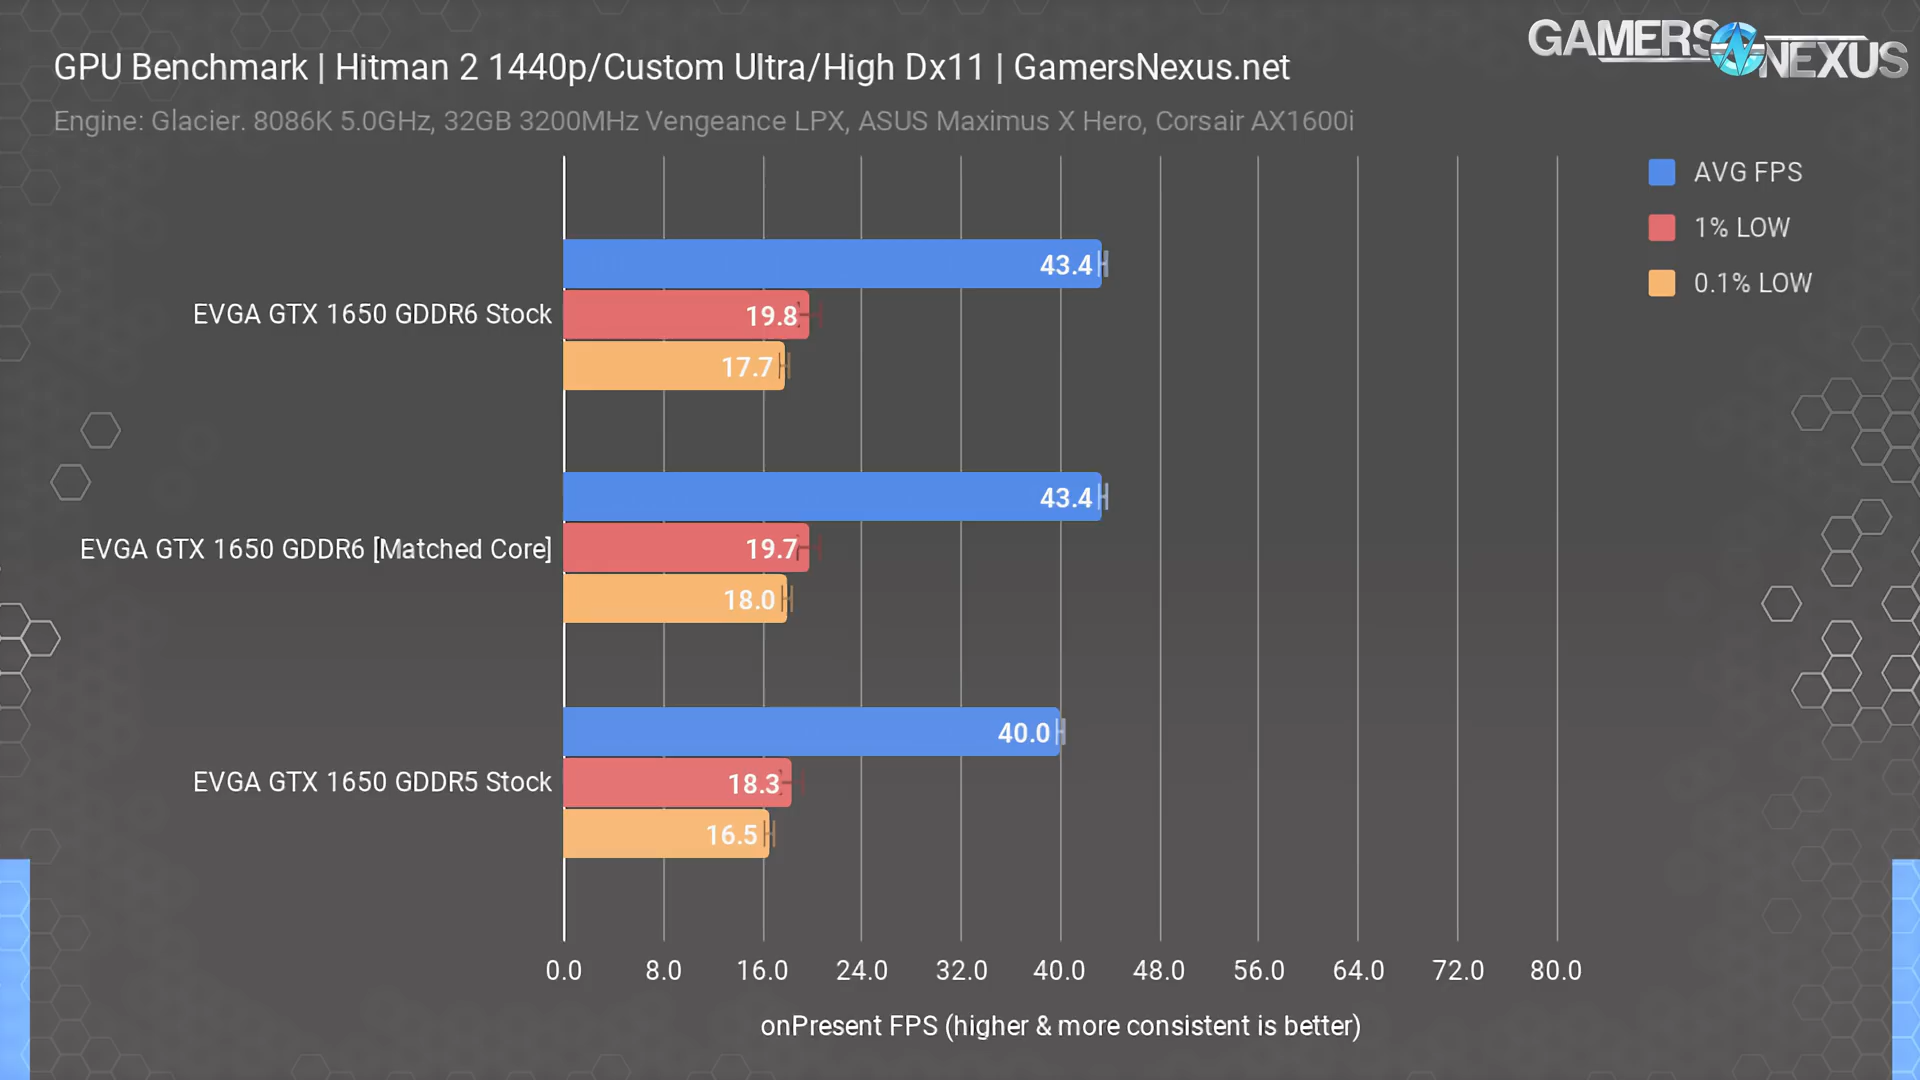 GAMERS NEXUS
GPU Benchmark | Hitman 2 1440p/Custom Ultra/High Dx11 | GamersNexus.net
Engine: Glacier. 8086K 5.0GHz, 32GB 3200MHz Vengeance LPX, ASUS Maximus X Hero, Corsair AX1600i
AVG FPS
1% LOW
0.1% LOW
EVGA GTX 1650 GDDR6 Stock
43.4
19.8
17.7
EVGA GTX 1650 GDDR6 [Matched Core]
43.4
19.7
18.0
EVGA GTX 1650 GDDR5 Stock
40.0
18.3
16.5
0.0 8.0 16.0 24.0 32.0 40.0 48.0 56.0 64.0 72.0 80.0
onPresent FPS (higher & more consistent is better)